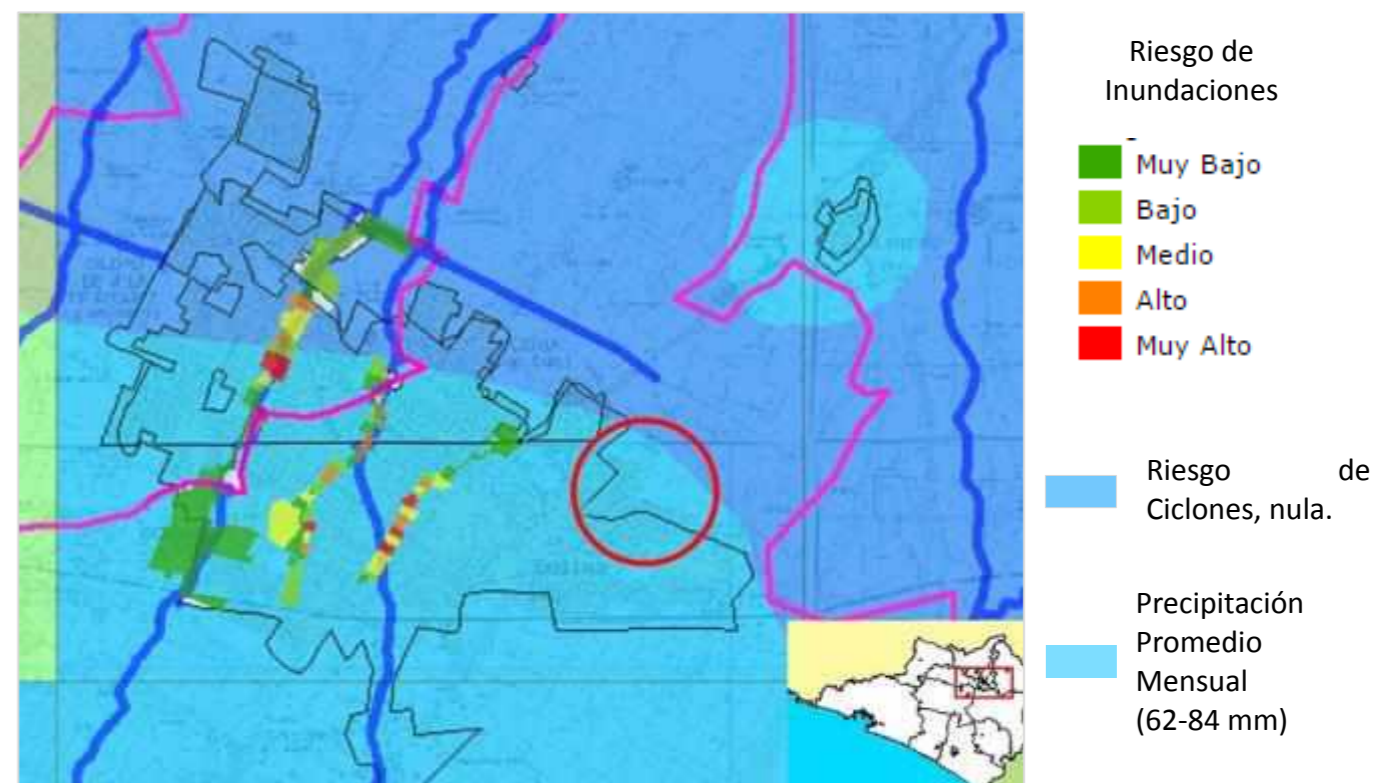 Riesgo de
Inundaciones
Muy Bajo
Bajo
Medio
Alto
Muy Alto
Riesgo de
Ciclones, nula.
Precipitación
Promedio
Mensual
(62-84 mm)